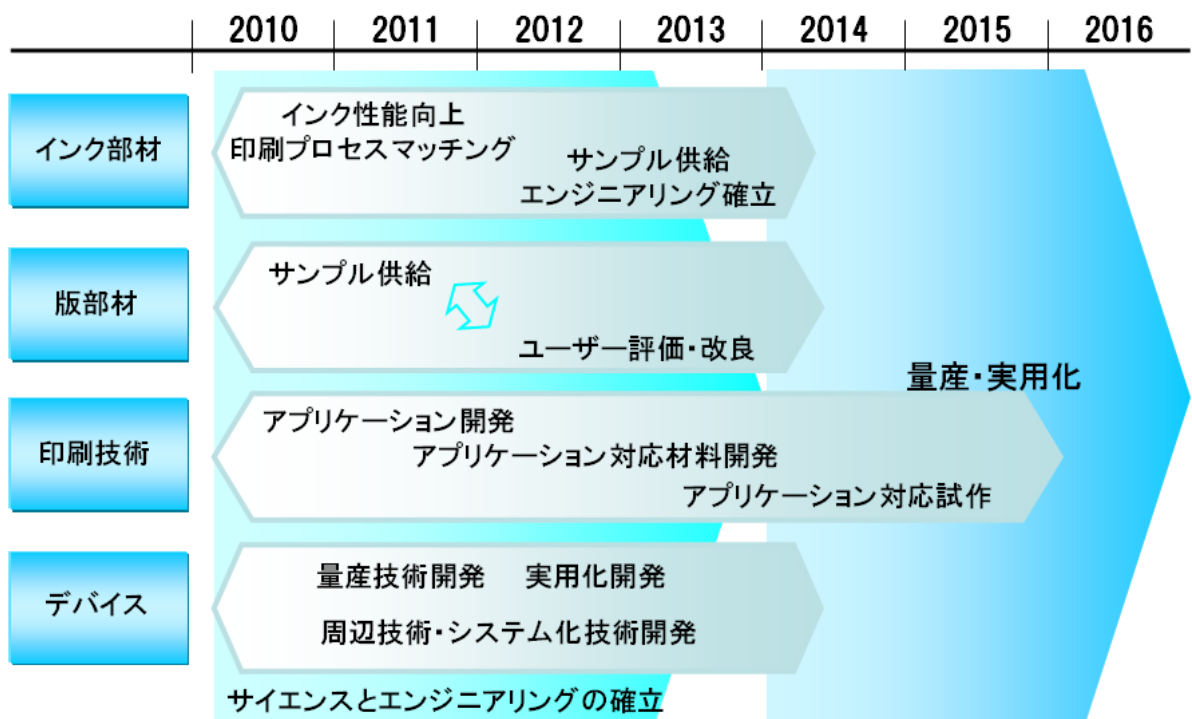 2010 2011 2012 2013 2014 2015 2016
インク部材
インク性能向上
印刷プロセスマッチング
サンプル供給
エンジニアリング確立
版部材
サンプル供給
ユーザー評価・改良
量産・実用化
印刷技術
アプリケーション開発
アプリケーション対応材料開発
アプリケーション対応試作
デバイス
量産技術開発 実用化開発
周辺技術・システム化技術開発
サイエンスとエンジニアリングの確立